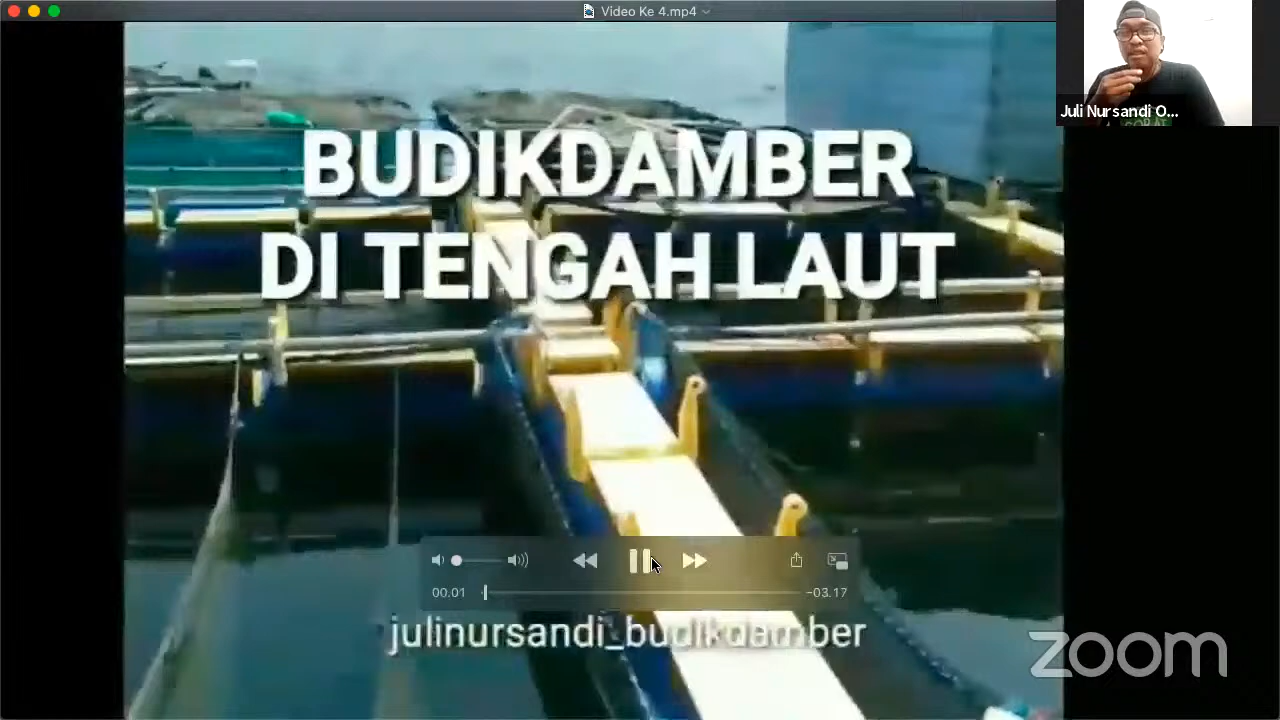 Video Ke 4.mp4
Juli Nursandi O...
BUDIKDAMBER
DI TENGAH LAUT
00.01
-03.17
julinursandi_budikdamber
zoom